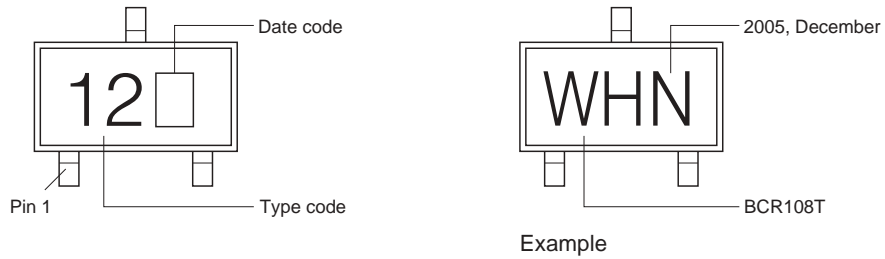 Date code
2005, December
12
WHN
Pin 1
Type code
BCR108T
Example